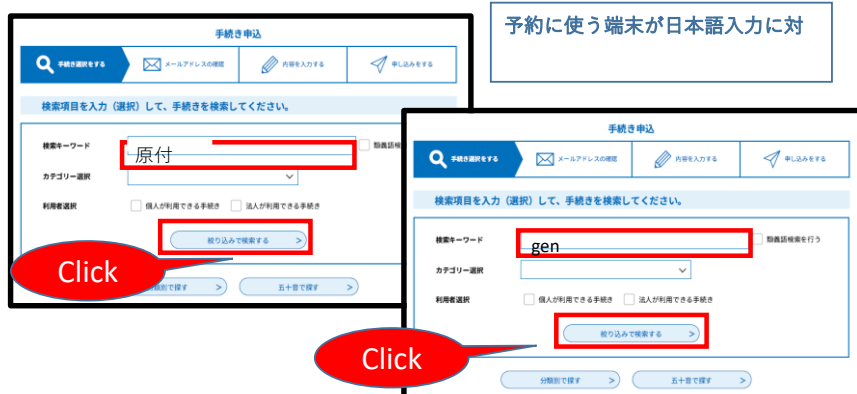 予約に使う端末が日本語入力に対
手続き申込
手続き選択をする
メールアドレスの確認
内容を入力する
申し込みをする
検索項目を入力（選択）して、手続きを検索してください。
検索キーワード
原付
類義語検
カテゴリー選択
利用者選択 個人が利用できる手続き 法人が利用できる手続き
絞り込みで検索する >
Click
類別で探す > 五十音で探す >
手続き申込
手続き選択をする
メールアドレスの確認
内容を入力する
申し込みをする
検索項目を入力（選択）して、手続きを検索してください。
検索キーワード
gen
類義語検索を行う
カテゴリー選択
利用者選択 個人が利用できる手続き 法人が利用できる手続き
絞り込みで検索する >
Click
分類別で探す > 五十音で探す >